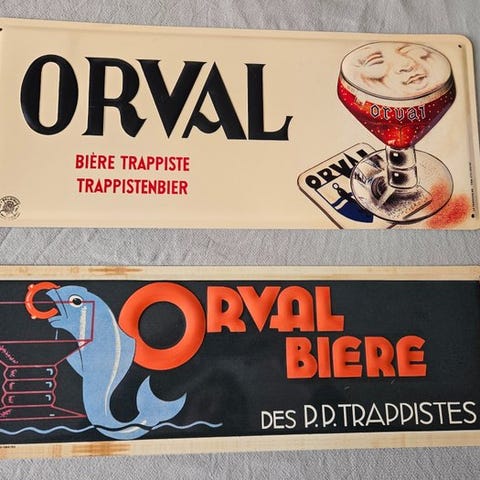 ORVAL
BIÈRE TRAPPISTE
TRAPPISTENBIER
orval
ORVAL
ORVAL
BIERE
DES P.P. TRAPPISTES